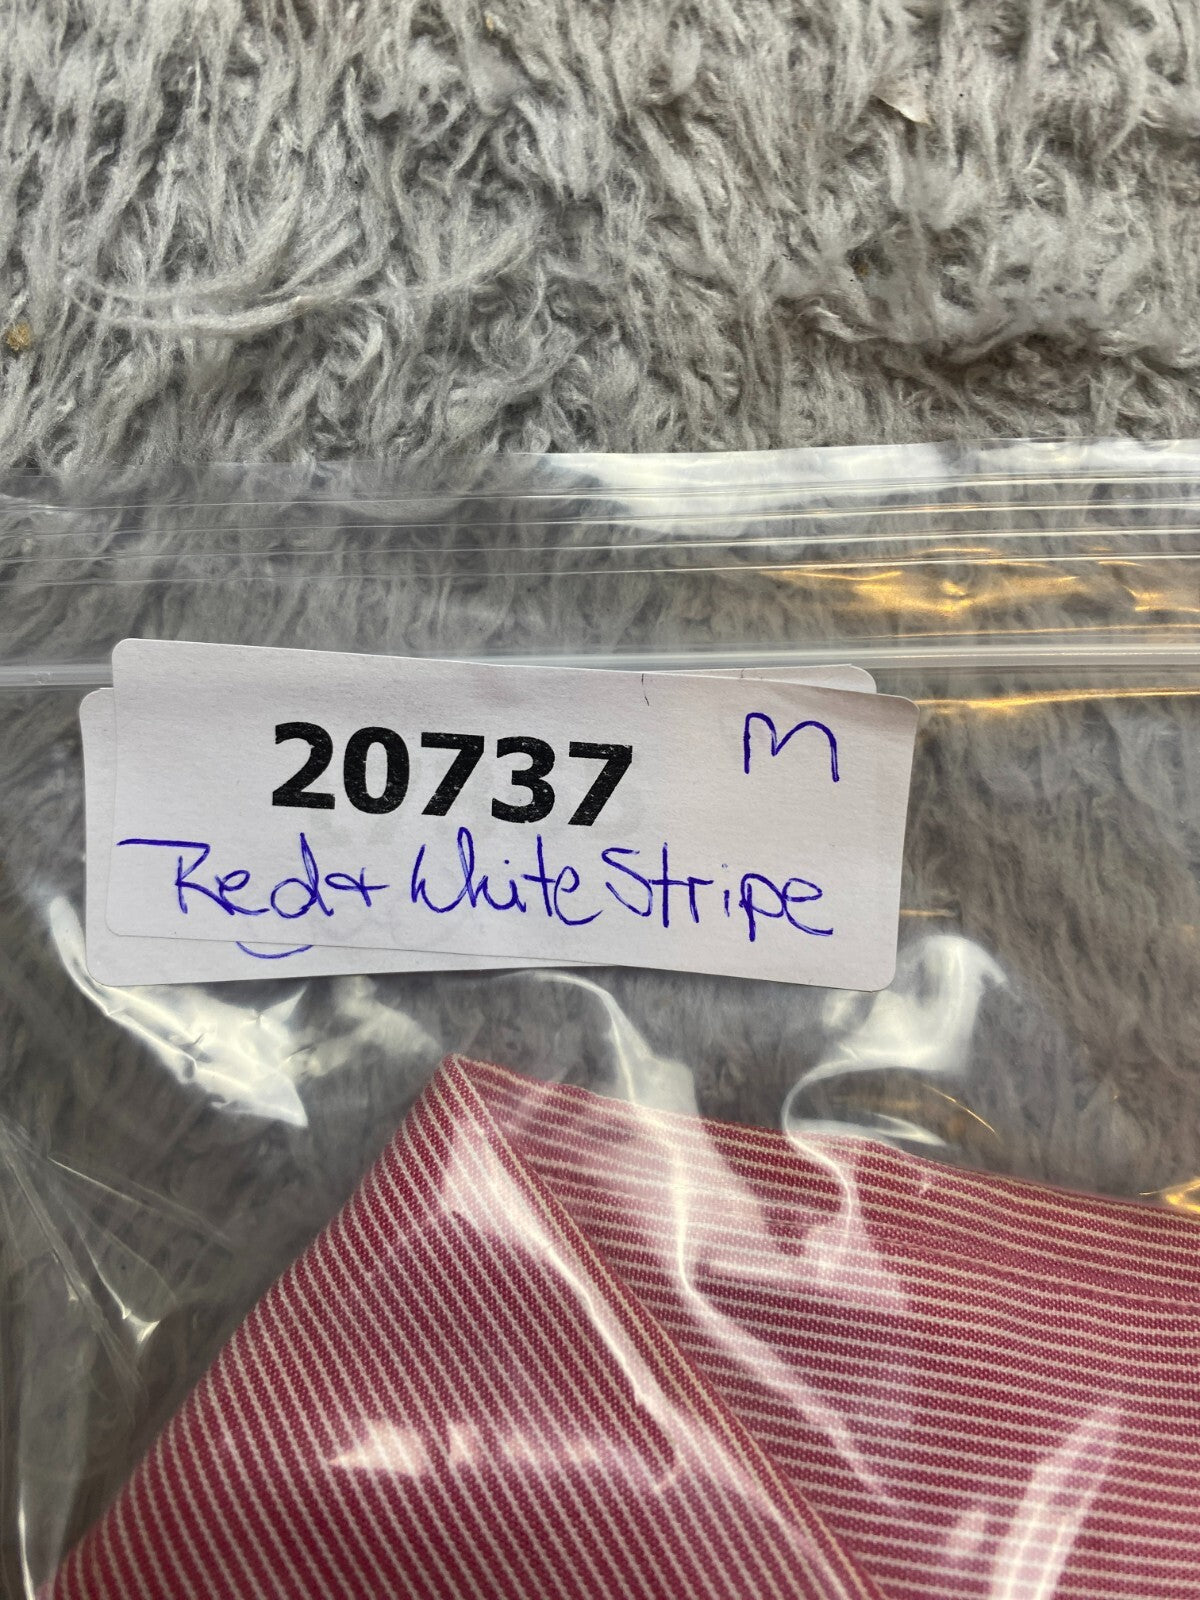 20737 M
Red + White Stripe